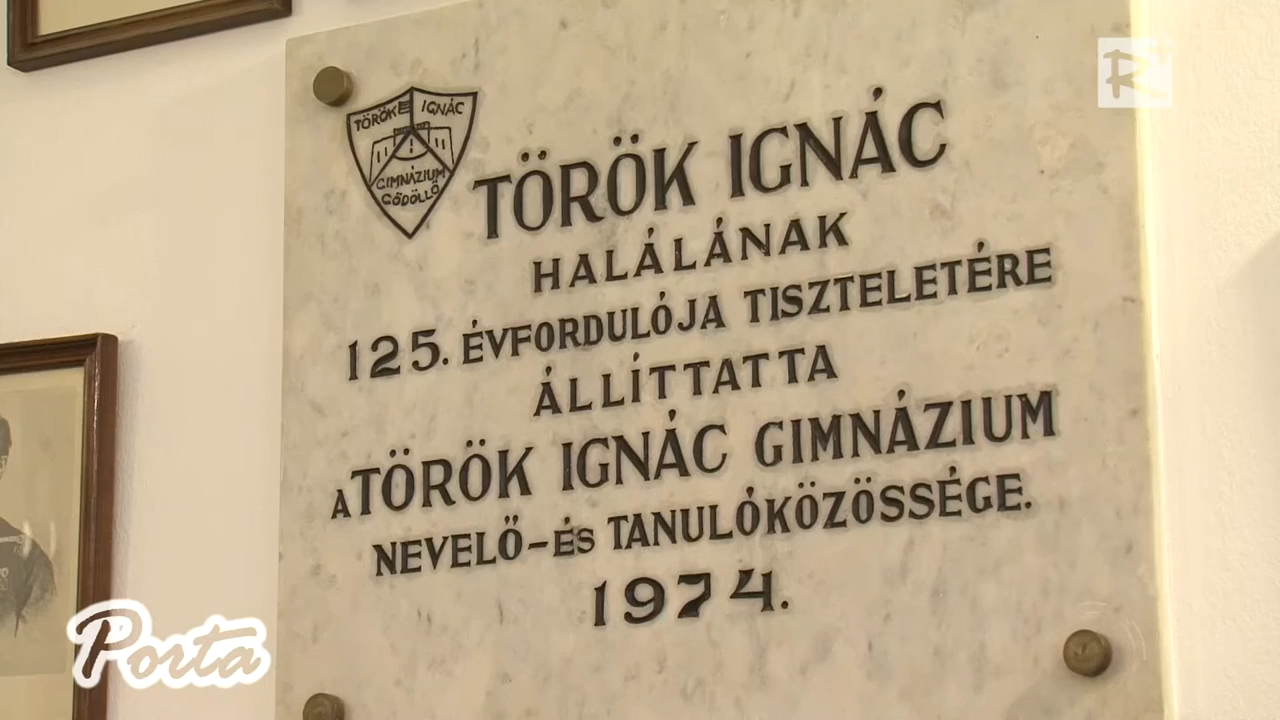 TÖRÖK IGNÁC
GIMNÁZIUM
GÖDÖLLŐ
TÖRÖK IGNÁC
HALÁLÁNAK
125. ÉVFORDULÓJA TISZTELETÉRE
ÁLLÍTTATTA
A TÖRÖK IGNÁC GIMNÁZIUM
NEVELŐ-ÉS TANULÓKÖZÖSSÉGE.
1974.
Porta
R